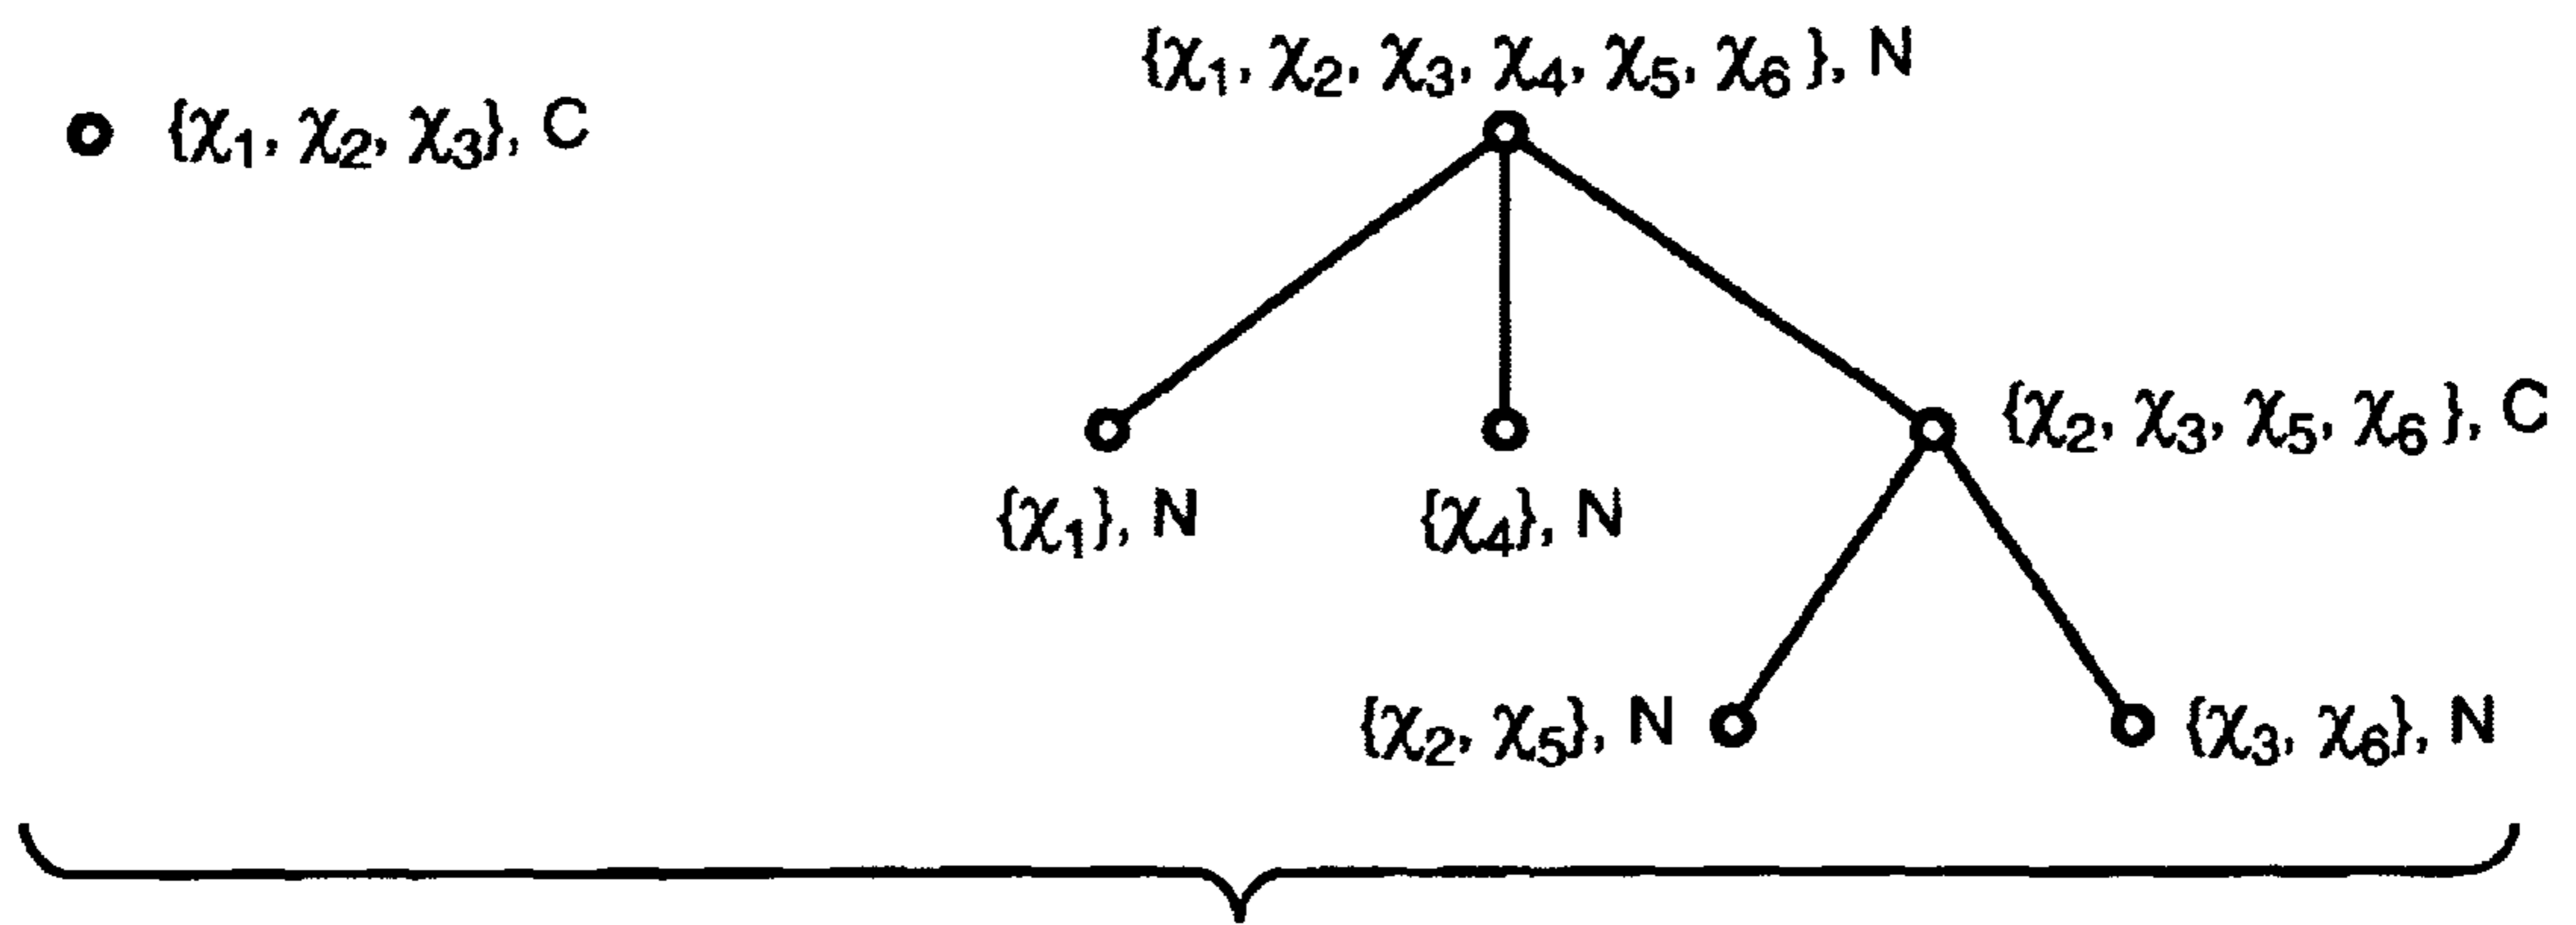 {χ1, χ2, χ3, χ4, χ5, χ6 }, N
{χ1, χ2, χ3}, C
{χ2, χ3, χ5, χ6 }, C
{χ1}, N
{χ4}, N
{χ2, χ5}, N
{χ3, χ6}, N